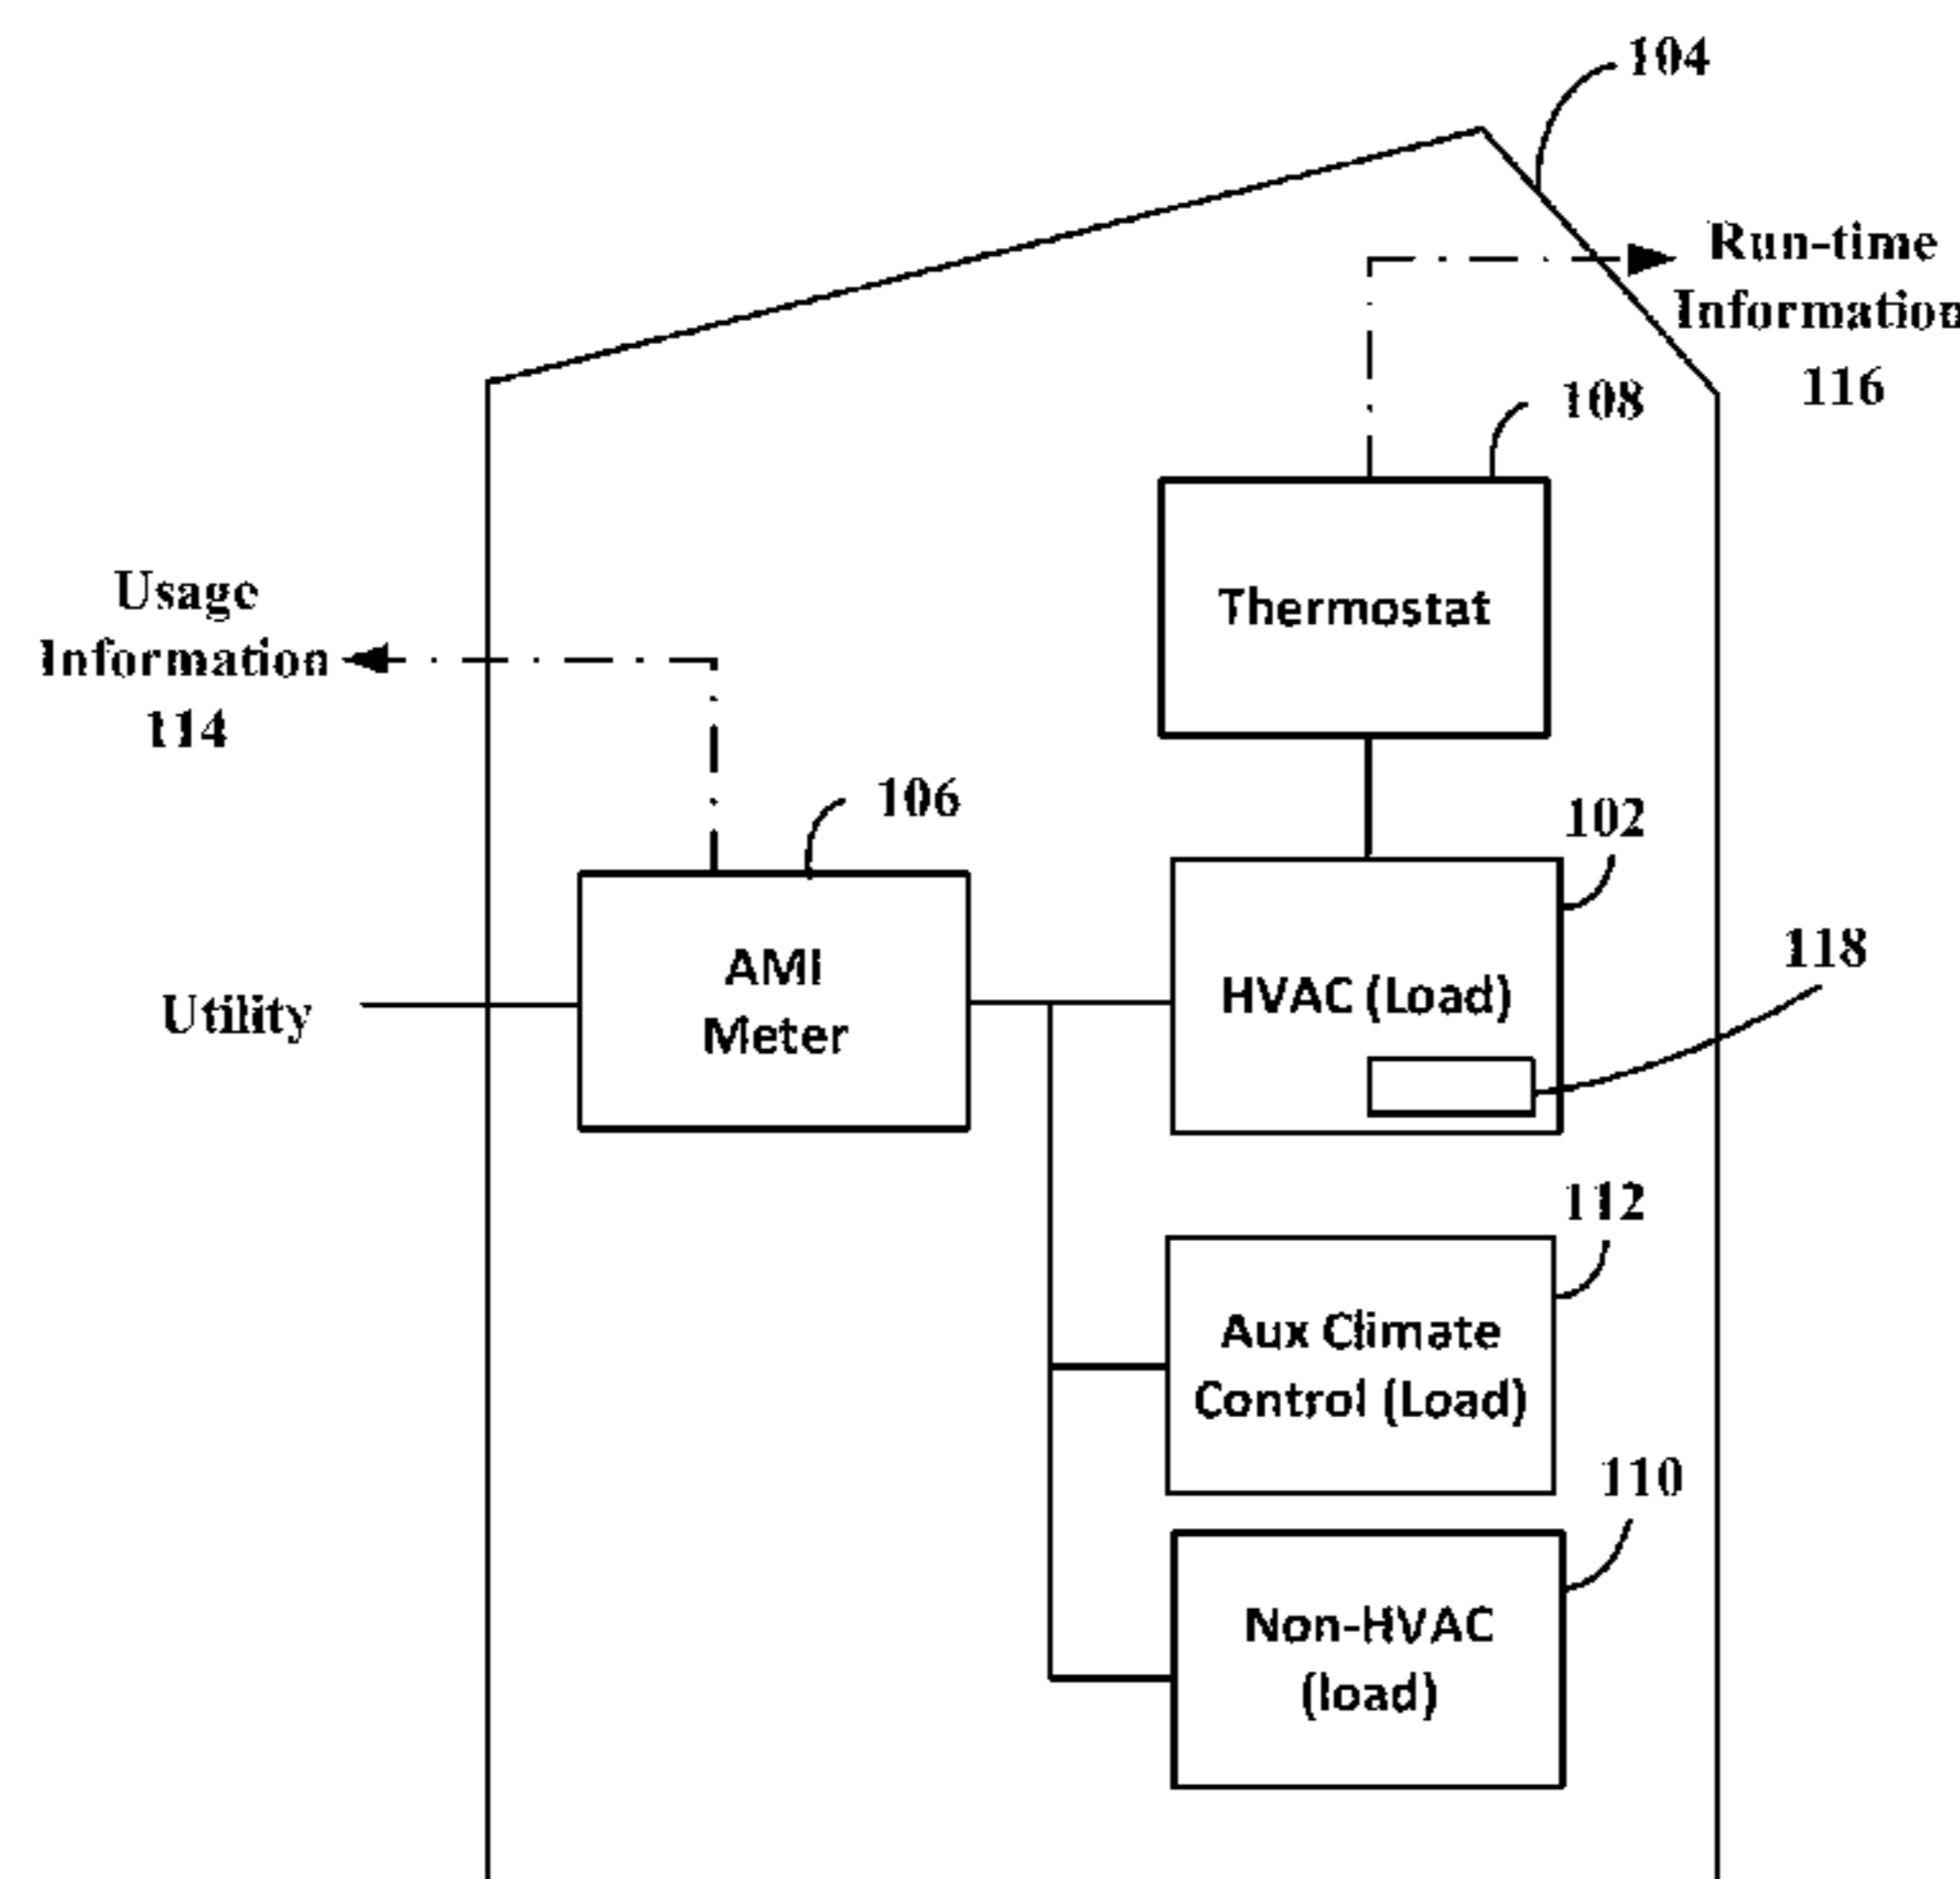 104
Run-time
Information
116
108
Thermostat
Usage
Information
114
106
102
118
AMI
Meter
HVAC (Load)
Utility
112
Aux Climate
Control (Load)
110
Non-HVAC
(load)